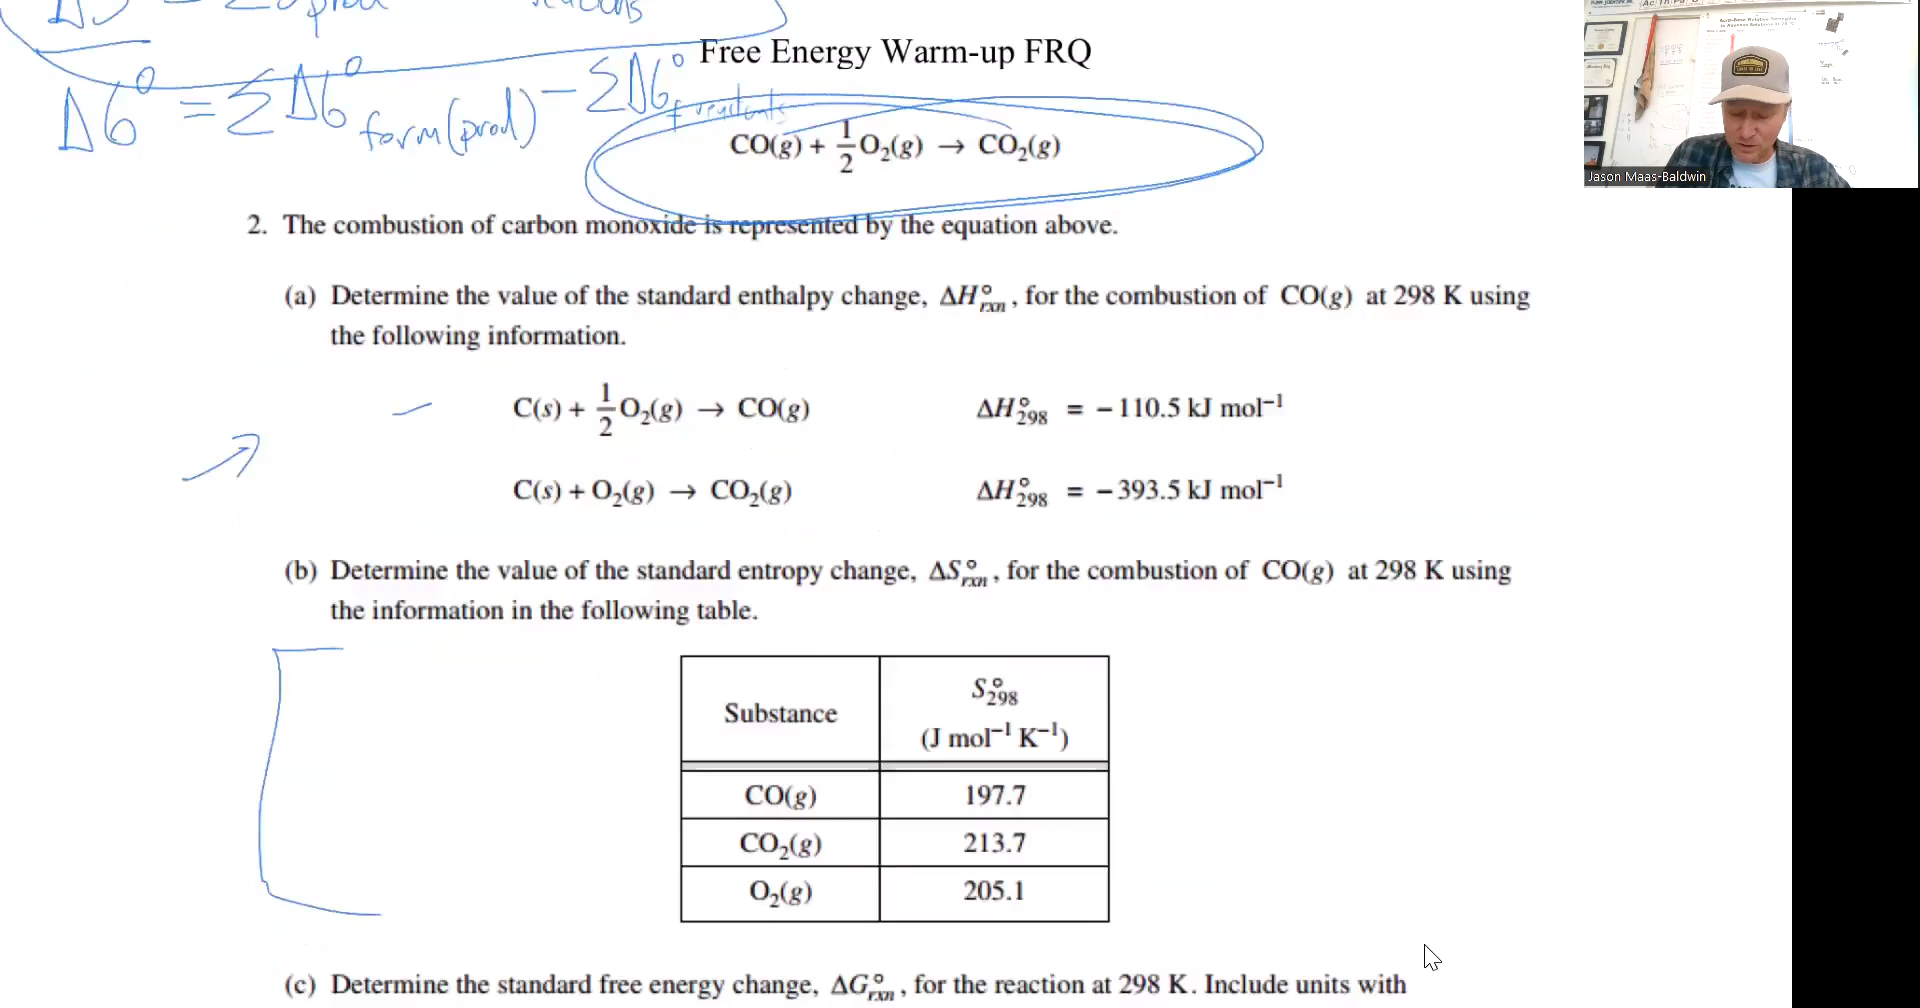 ΔS = Σ prod
Free Energy Warm-up FRQ
ΔG° = ΣΔG° form(prod) − ΣΔG° f reactants
CO(g) + 1/2 O₂(g) → CO₂(g)
2. The combustion of carbon monoxide is represented by the equation above.
(a) Determine the value of the standard enthalpy change, ΔH°rxn, for the combustion of CO(g) at 298 K using
the following information.
C(s) + 1/2 O₂(g) → CO(g) ΔH°298 = −110.5 kJ mol⁻¹
C(s) + O₂(g) → CO₂(g) ΔH°298 = −393.5 kJ mol⁻¹
(b) Determine the value of the standard entropy change, ΔS°rxn, for the combustion of CO(g) at 298 K using
the information in the following table.
Substance S°298
(J mol⁻¹ K⁻¹)
CO(g) 197.7
CO₂(g) 213.7
O₂(g) 205.1
(c) Determine the standard free energy change, ΔG°rxn, for the reaction at 298 K. Include units with
Jason Maas-Baldwin